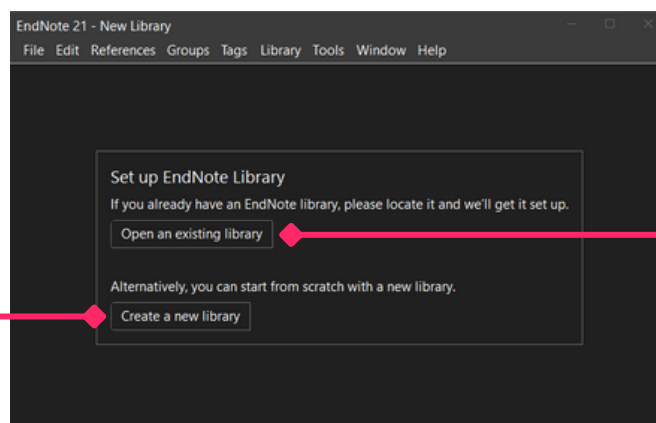 EndNote 21 - New Library
File Edit References Groups Tags Library Tools Window Help
Set up EndNote Library
If you already have an EndNote library, please locate it and we'll get it set up.
Open an existing library
Alternatively, you can start from scratch with a new library.
Create a new library